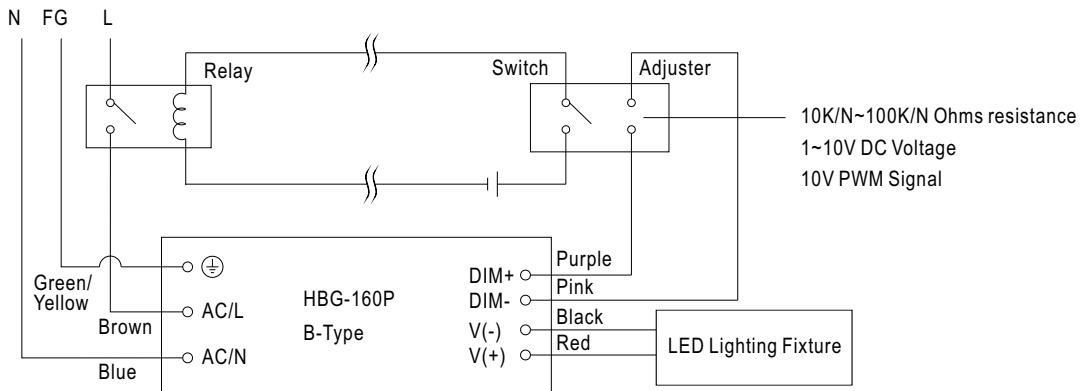 N FG L
Relay
Switch
Adjuster
10K/N~100K/N Ohms resistance
1~10V DC Voltage
10V PWM Signal
Green/
Yellow
Brown
Blue
AC/L
AC/N
HBG-160P
B-Type
DIM+
DIM-
V(-)
V(+)
Purple
Pink
Black
Red
LED Lighting Fixture